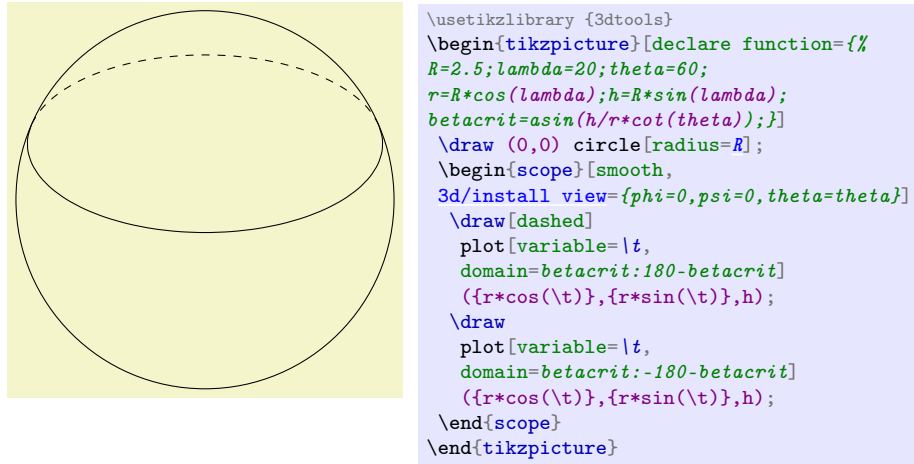 \usetikzlibrary {3dtools}
\begin{tikzpicture}[declare function={%
R=2.5;lambda=20;theta=60;
r=R*cos(lambda);h=R*sin(lambda);
betacrit=asin(h/r*cot(theta));}]
\draw (0,0) circle[radius=R];
\begin{scope}[smooth,
3d/install view={phi=0,psi=0,theta=theta}]
\draw[dashed]
plot[variable=\t,
domain=betacrit:180-betacrit]
({r*cos(\t)},{r*sin(\t)},h);
\draw
plot[variable=\t,
domain=betacrit:-180-betacrit]
({r*cos(\t)},{r*sin(\t)},h);
\end{scope}
\end{tikzpicture}